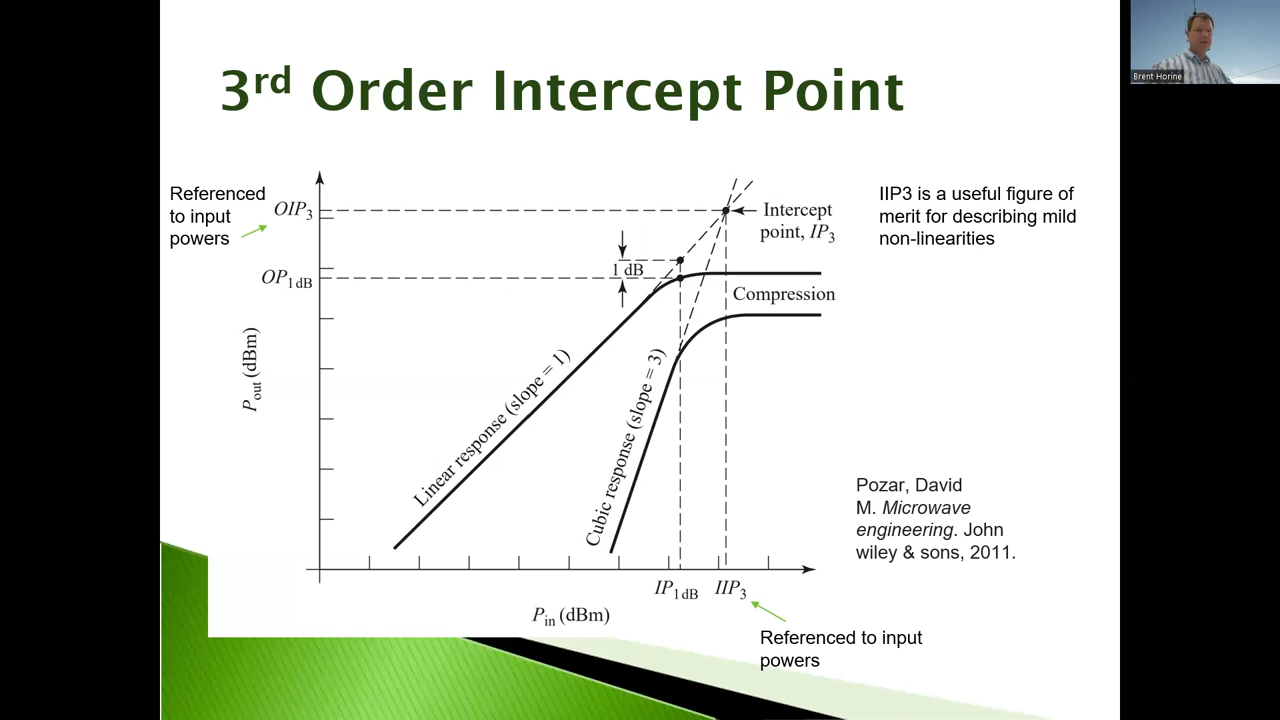 3rd Order Intercept Point
Brent Horine
Referenced
to input
powers
OIP3
OP1 dB
1 dB
Intercept
point, IP3
Compression
IIP3 is a useful figure of
merit for describing mild
non-linearities
Pout (dBm)
Linear response (slope = 1)
Cubic response (slope = 3)
Pozar, David
M. Microwave
engineering. John
wiley & sons, 2011.
IP1 dB
IIP3
Pin (dBm)
Referenced to input
powers